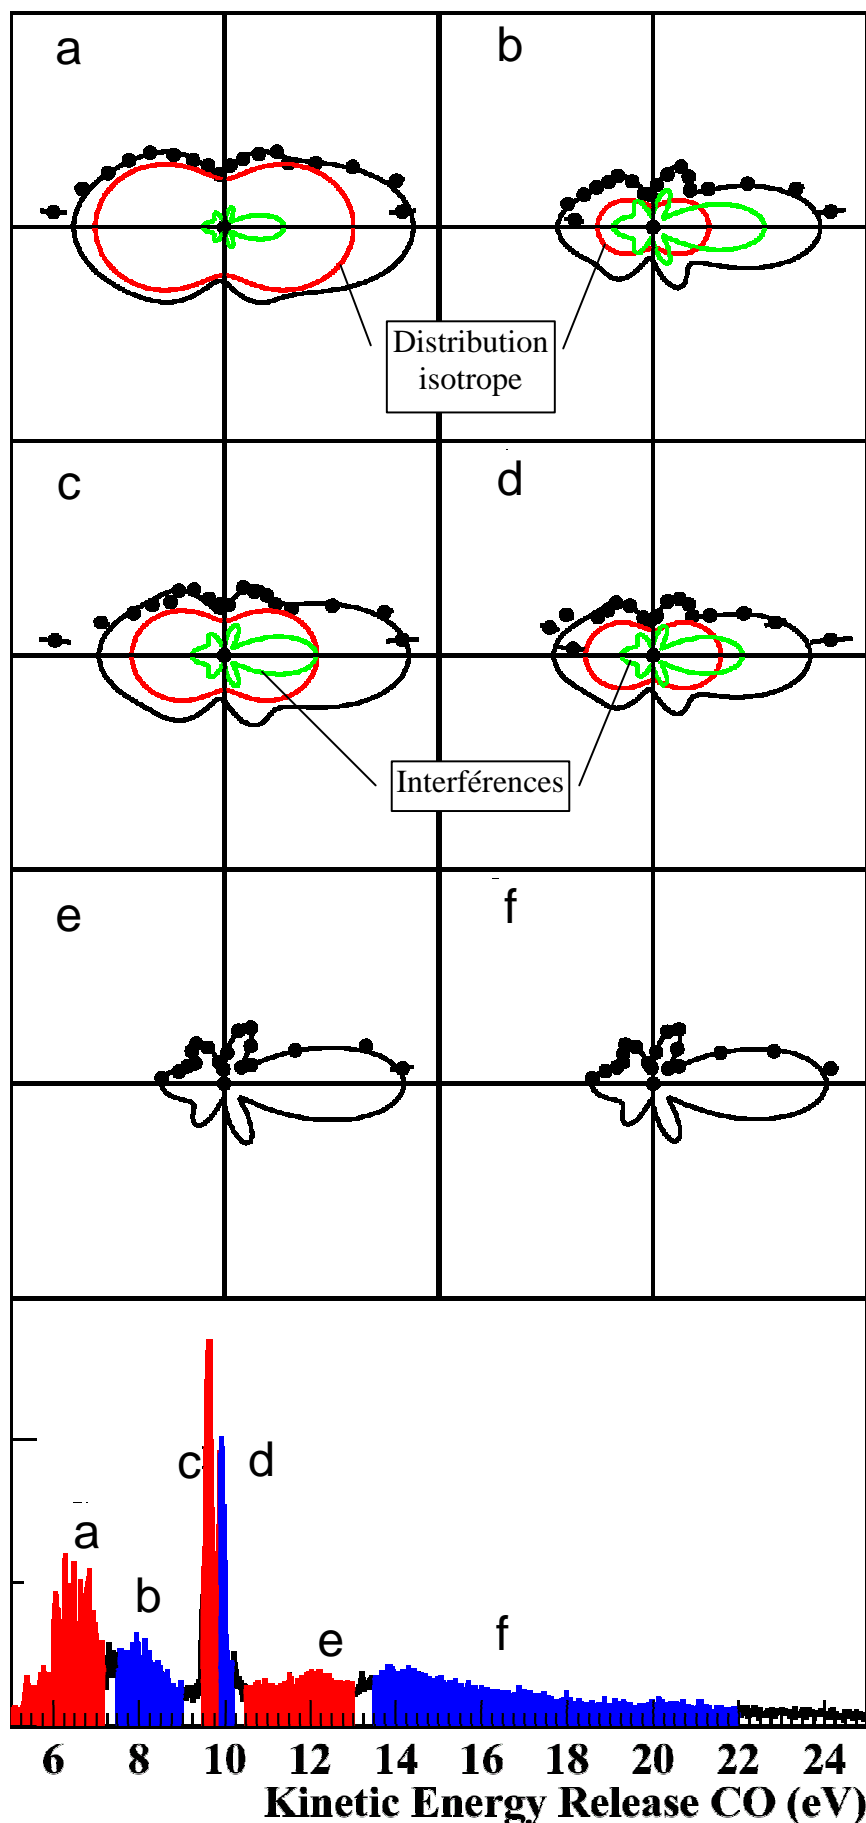 a
b
Distribution
isotrope
c
d
Interférences
e
f
c
d
a
b
e
f
6 8 10 12 14 16 18 20 22 24
Kinetic Energy Release CO (eV)